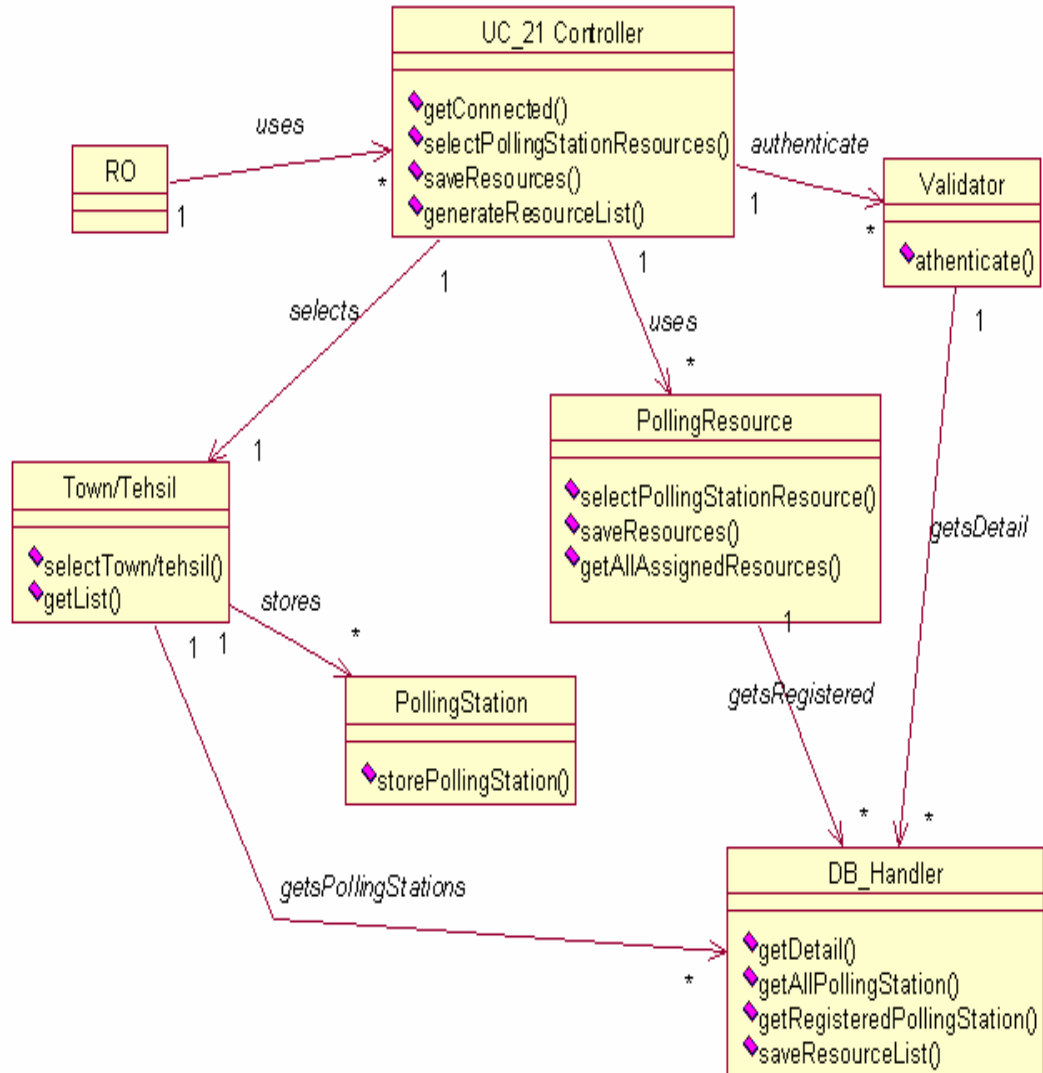 UC_21 Controller
getConnected()
selectPollingStationResources()
saveResources()
generateResourceList()
uses
RO
1
*
authenticate
1
*
Validator
athenticate()
1
1
1
selects
uses
*
1
PollingResource
selectPollingStationResource()
saveResources()
getAllAssignedResources()
Town/Tehsil
selectTown/tehsil()
getList()
getsDetail
stores
1
1
*
1
PollingStation
storePollingStation()
getsRegistered
*
*
getsPollingStations
*
DB_Handler
getDetail()
getAllPollingStation()
getRegisteredPollingStation()
saveResourceList()